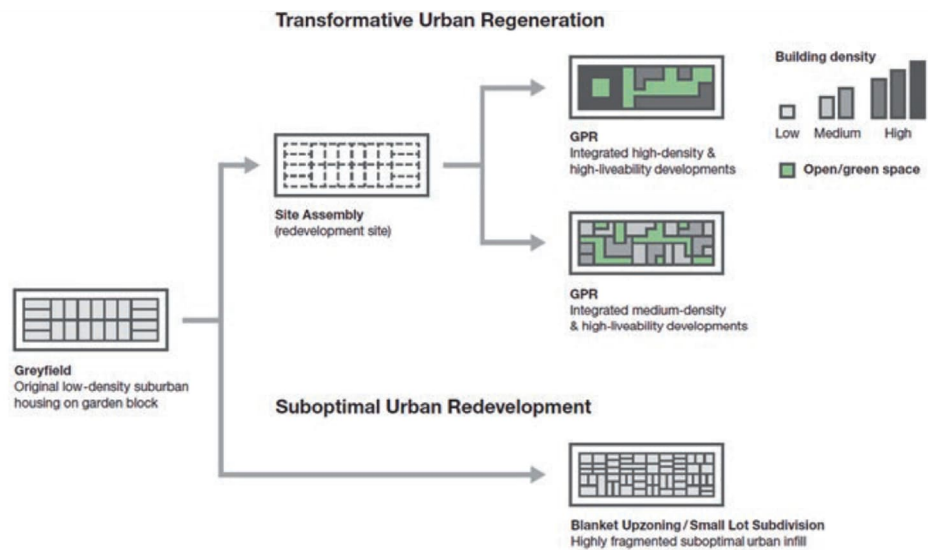 Transformative Urban Regeneration
Building density
Low Medium High
Open/green space
GPR
Integrated high-density &
high-liveability developments
Site Assembly
(redevelopment site)
GPR
Integrated medium-density
& high-liveability developments
Greyfield
Original low-density suburban
housing on garden block
Suboptimal Urban Redevelopment
Blanket Upzoning/Small Lot Subdivision
Highly fragmented suboptimal urban infill